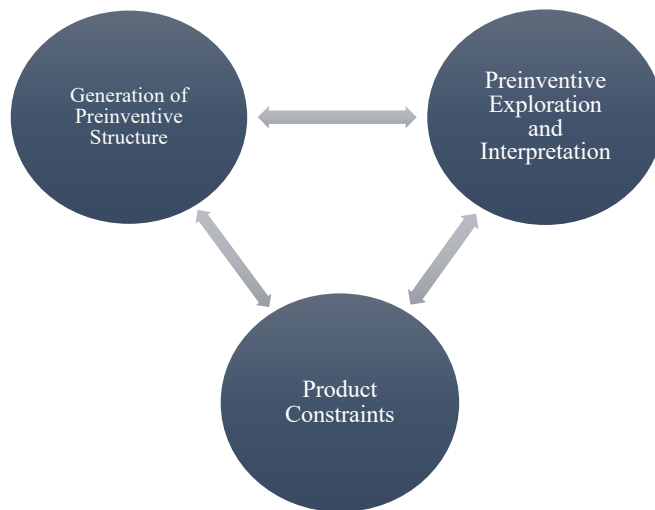 Generation of
Preinventive
Structure
Preinventive
Exploration
and
Interpretation
Product
Constraints